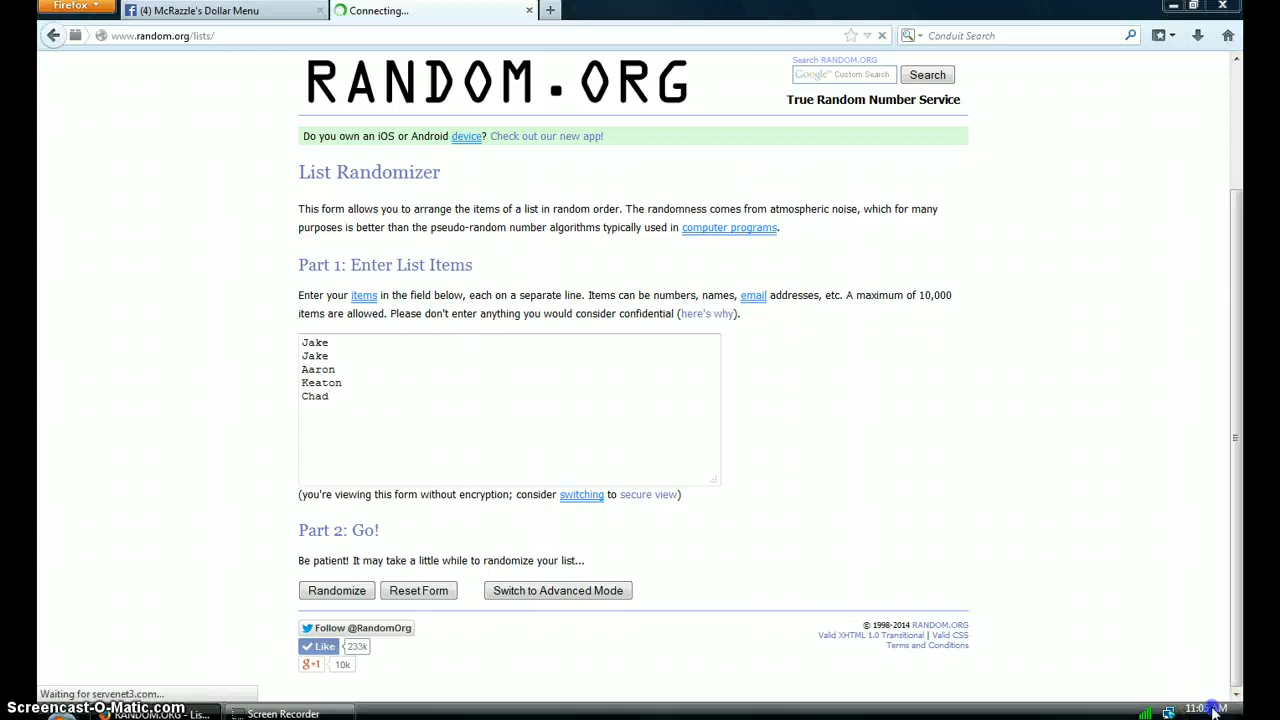 Firefox
(4) McRazzle's Dollar Menu
Connecting...
www.random.org/lists/
Conduit Search
RANDOM.ORG
Search RANDOM.ORG
Google™ Custom Search
Search
True Random Number Service
Do you own an iOS or Android device? Check out our new app!
List Randomizer
This form allows you to arrange the items of a list in random order. The randomness comes from atmospheric noise, which for many
purposes is better than the pseudo-random number algorithms typically used in computer programs.
Part 1: Enter List Items
Enter your items in the field below, each on a separate line. Items can be numbers, names, email addresses, etc. A maximum of 10,000
items are allowed. Please don't enter anything you would consider confidential (here's why).
Jake
Jake
Aaron
Keaton
Chad
(you're viewing this form without encryption; consider switching to secure view)
Part 2: Go!
Be patient! It may take a little while to randomize your list...
Randomize
Reset Form
Switch to Advanced Mode
Follow @RandomOrg
Like 233k
g+1 10k
© 1998-2014 RANDOM.ORG
Valid XHTML 1.0 Transitional | Valid CSS
Terms and Conditions
Waiting for servenet3.com...
Screencast-O-Matic.com
RANDOM.ORG - Lis...
Screen Recorder